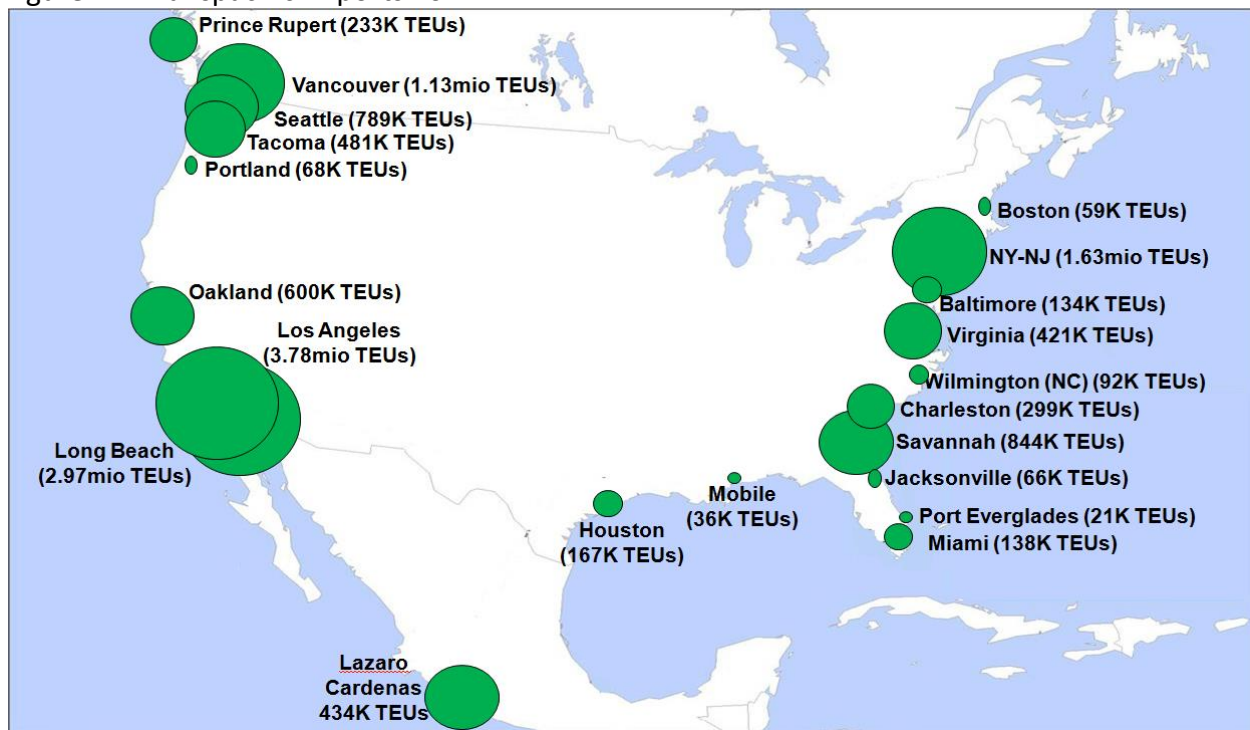 Prince Rupert (233K TEUs)
Vancouver (1.13mio TEUs)
Seattle (789K TEUs)
Tacoma (481K TEUs)
Portland (68K TEUs)
Boston (59K TEUs)
NY-NJ (1.63mio TEUs)
Oakland (600K TEUs)
Baltimore (134K TEUs)
Los Angeles
(3.78mio TEUs)
Virginia (421K TEUs)
Wilmington (NC) (92K TEUs)
Charleston (299K TEUs)
Long Beach
(2.97mio TEUs)
Savannah (844K TEUs)
Jacksonville (66K TEUs)
Mobile
(36K TEUs)
Port Everglades (21K TEUs)
Houston
(167K TEUs)
Miami (138K TEUs)
Lazaro
Cardenas
434K TEUs